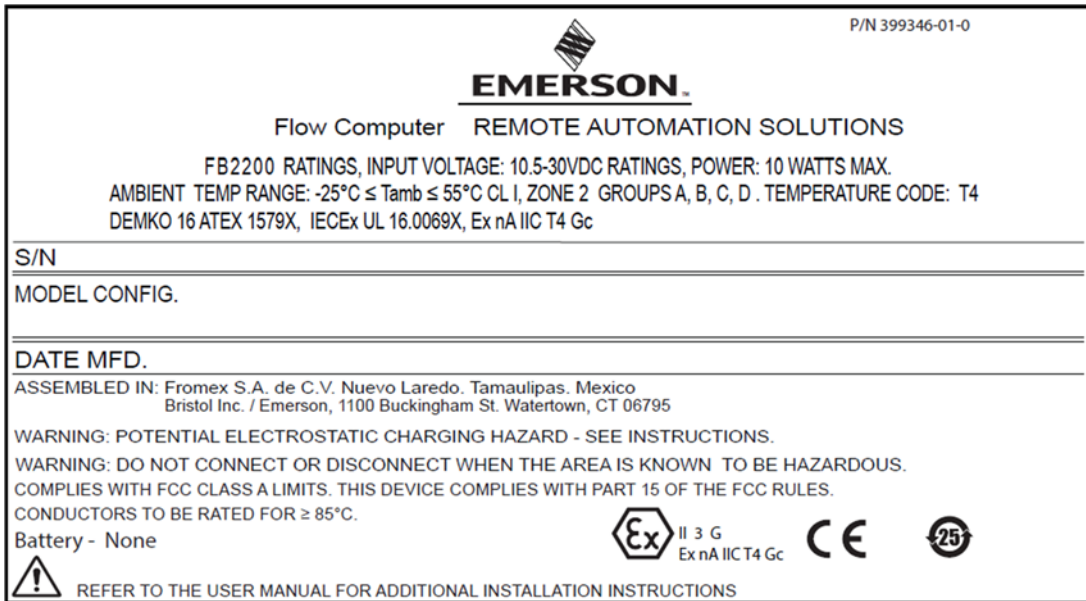 P/N 399346-01-0
EMERSON™
Flow Computer REMOTE AUTOMATION SOLUTIONS
FB2200 RATINGS, INPUT VOLTAGE: 10.5-30VDC RATINGS, POWER: 10 WATTS MAX.
AMBIENT TEMP RANGE: -25°C ≤ Tamb ≤ 55°C CL I, ZONE 2 GROUPS A, B, C, D . TEMPERATURE CODE: T4
DEMKO 16 ATEX 1579X, IECEx UL 16.0069X, Ex nA IIC T4 Gc
S/N
MODEL CONFIG.
DATE MFD.
ASSEMBLED IN: Fromex S.A. de C.V. Nuevo Laredo. Tamaulipas. Mexico
Bristol Inc. / Emerson, 1100 Buckingham St. Watertown, CT 06795
WARNING: POTENTIAL ELECTROSTATIC CHARGING HAZARD - SEE INSTRUCTIONS.
WARNING: DO NOT CONNECT OR DISCONNECT WHEN THE AREA IS KNOWN TO BE HAZARDOUS.
COMPLIES WITH FCC CLASS A LIMITS. THIS DEVICE COMPLIES WITH PART 15 OF THE FCC RULES.
CONDUCTORS TO BE RATED FOR ≥ 85°C.
Battery - None
Ex II 3 G
Ex nA IIC T4 Gc
CE
25
REFER TO THE USER MANUAL FOR ADDITIONAL INSTALLATION INSTRUCTIONS